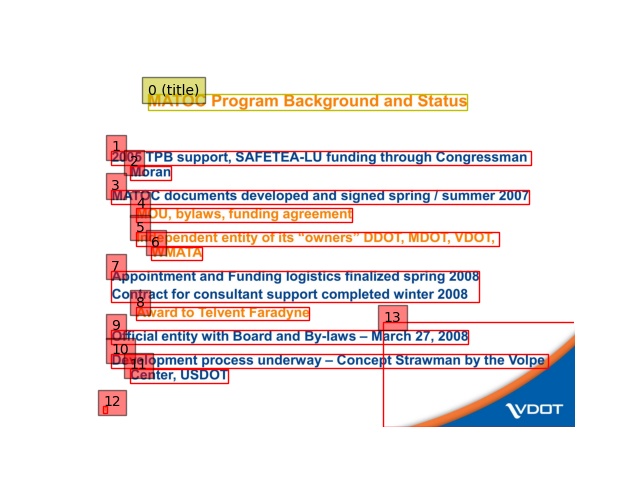 0 (title)
MATOC Program Background and Status
1
2005 TPB support, SAFETEA-LU funding through Congressman
2
Moran
3
MATOC documents developed and signed spring / summer 2007
4
MOU, bylaws, funding agreement
5
Independent entity of its “owners” DDOT, MDOT, VDOT,
6
WMATA
7
Appointment and Funding logistics finalized spring 2008
Contract for consultant support completed winter 2008
8
Award to Telvent Faradyne
9
Official entity with Board and By-laws – March 27, 2008
10
Development process underway – Concept Strawman by the Volpe
11
Center, USDOT
12
13
VDOT